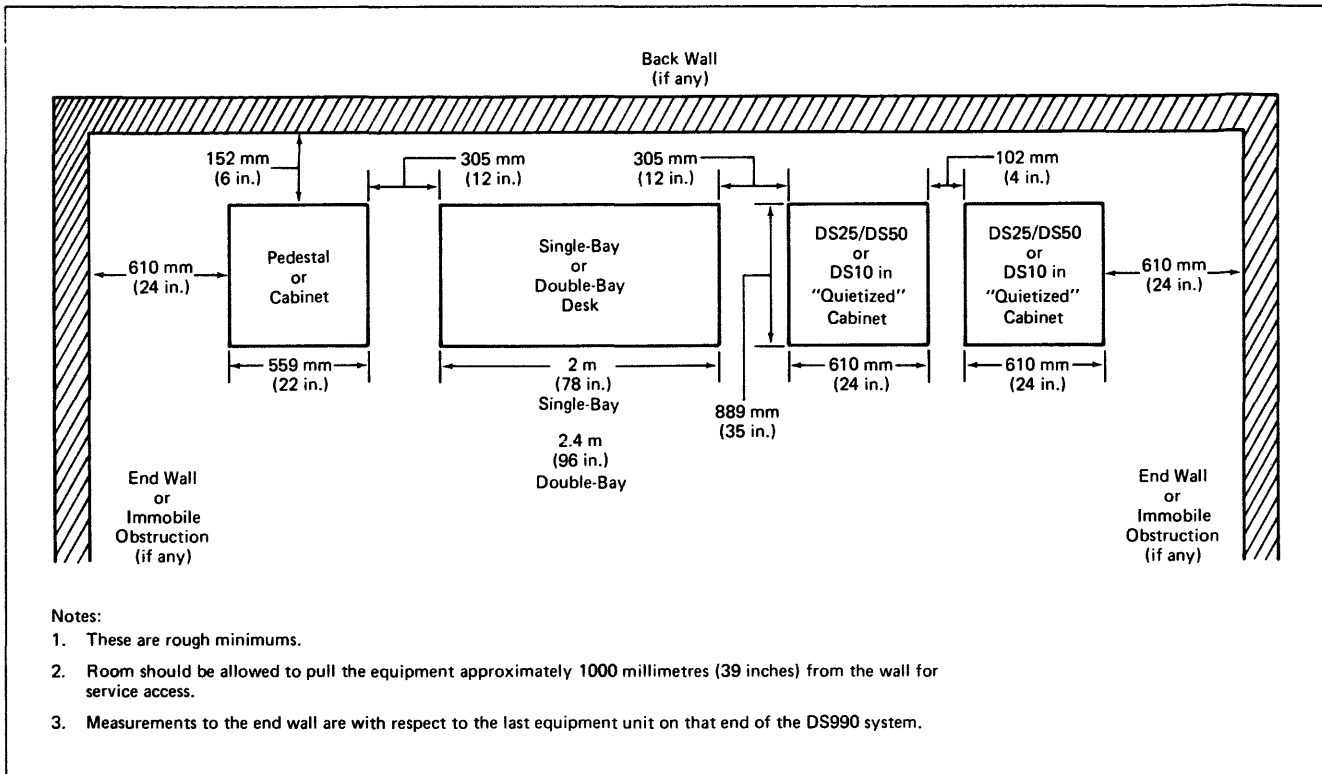 Back Wall
(if any)
152 mm
(6 in.)
305 mm
(12 in.)
305 mm
(12 in.)
102 mm
(4 in.)
610 mm
(24 in.)
Pedestal
or
Cabinet
Single-Bay
or
Double-Bay
Desk
DS25/DS50
or
DS10 in
"Quietized"
Cabinet
DS25/DS50
or
DS10 in
"Quietized"
Cabinet
610 mm
(24 in.)
559 mm
(22 in.)
2 m
(78 in.)
Single-Bay
2.4 m
(96 in.)
Double-Bay
889 mm
(35 in.)
610 mm
(24 in.)
610 mm
(24 in.)
End Wall
or
Immobile
Obstruction
(if any)
End Wall
or
Immobile
Obstruction
(if any)
Notes:
1. These are rough minimums.
2. Room should be allowed to pull the equipment approximately 1000 millimetres (39 inches) from the wall for
service access.
3. Measurements to the end wall are with respect to the last equipment unit on that end of the DS990 system.